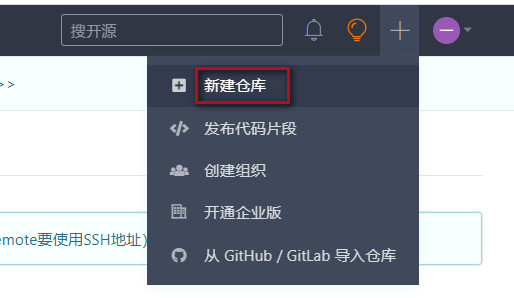 搜开源
> >
新建仓库
发布代码片段
创建组织
开通企业版
emote要使用SSH地址)
从 GitHub / GitLab 导入仓库